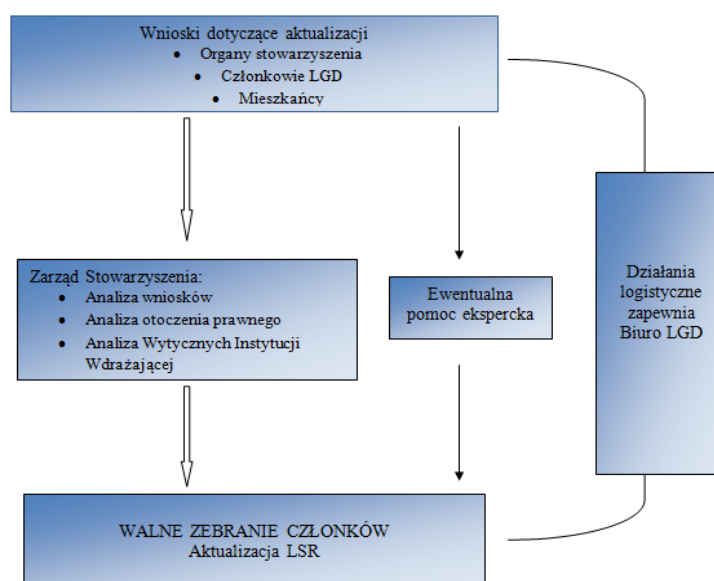 Wnioski dotyczące aktualizacji
• Organy stowarzyszenia
• Członkowie LGD
• Mieszkańcy
Zarząd Stowarzyszenia:
• Analiza wniosków
• Analiza otoczenia prawnego
• Analiza Wytycznych Instytucji
Wdrażającej
Ewentualna
pomoc ekspercka
Działania
logistyczne
zapewnia
Biuro LGD
WALNE ZEBRANIE CZŁONKÓW
Aktualizacja LSR